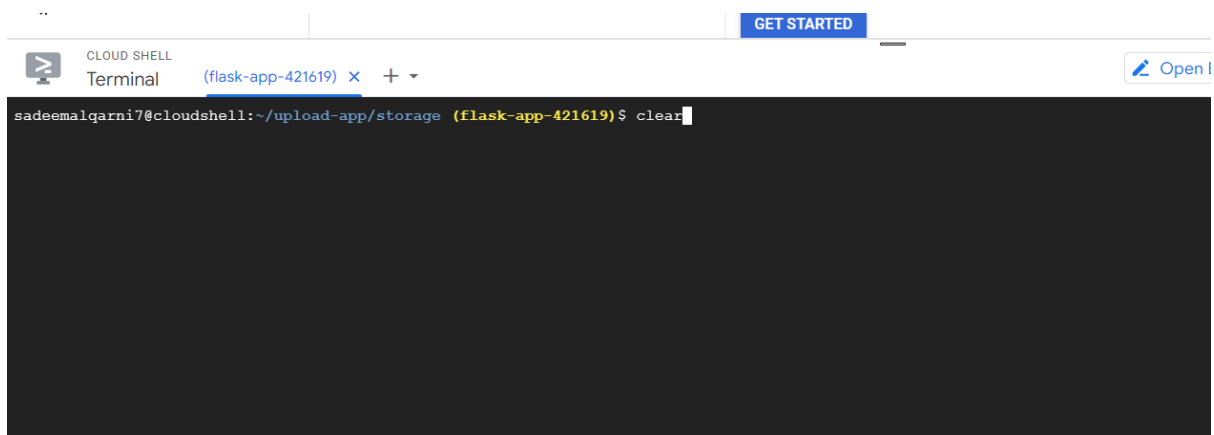 GET STARTED
CLOUD SHELL
Terminal
(flask-app-421619)
Open
sadeemalqarni7@cloudshell:~/upload-app/storage (flask-app-421619)$ clear